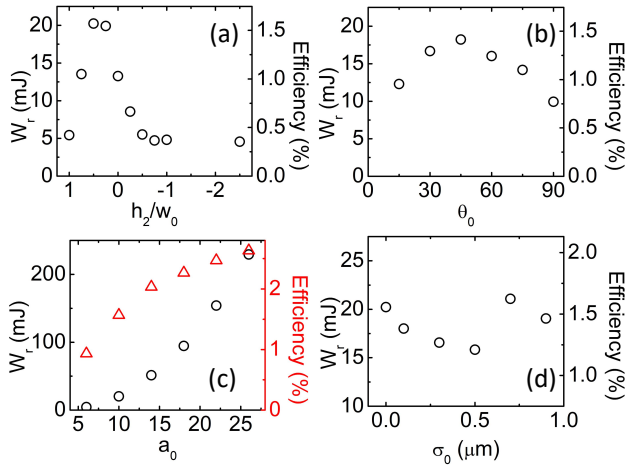 (a)
W_r (mJ)
20
15
10
5
0
1 0 -1 -2
h_2/w_0
1.5
1.0
0.5
0.0
Efficiency (%)
(b)
W_r (mJ)
20
15
10
5
0
0 30 60 90
θ_0
1.5
1.0
0.5
0.0
Efficiency (%)
(c)
W_r (mJ)
200
100
0
5 10 15 20 25
a_0
2
1
0
Efficiency (%)
(d)
W_r (mJ)
25
20
15
10
0.0 0.5 1.0
σ_0 (μm)
2.0
1.5
1.0
Efficiency (%)